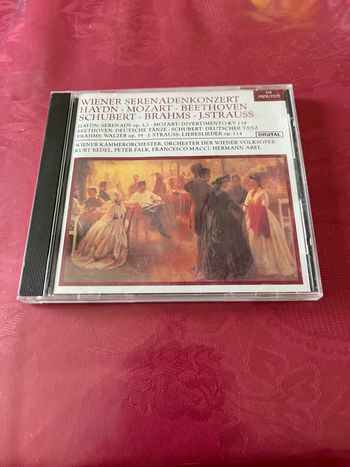 WIENER SERENADENKONZERT
HAYDN · MOZART · BEETHOVEN
SCHUBERT · BRAHMS · J.STRAUSS
HAYDN: SERENADE op. 3,5 · MOZART: DIVERTIMENTO KV 138
BEETHOVEN: DEUTSCHE TÄNZE · SCHUBERT: DEUTSCHER TANZ
BRAHMS: WALZER op. 39 · J. STRAUSS: LIEBESLIEDER op. 114
DIGITAL
WIENER KAMMERORCHESTER, ORCHESTER DER WIENER VOLKSOPER
KURT REDEL, PETER FALK, FRANCESCO MACCI, HERMANN ABEL